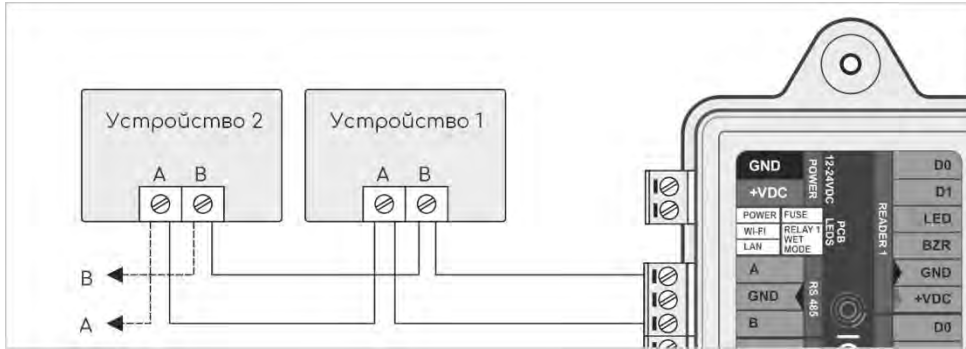 Устройство 2
Устройство 1
A B
A B
B
A
GND
+VDC
12-24VDC
POWER
POWER
FUSE
WI-FI
RELAY 1
LAN
WET
MODE
PCB
LEDS
A
GND
B
RS 485
READER 1
D0
D1
LED
BZR
GND
+VDC
D0